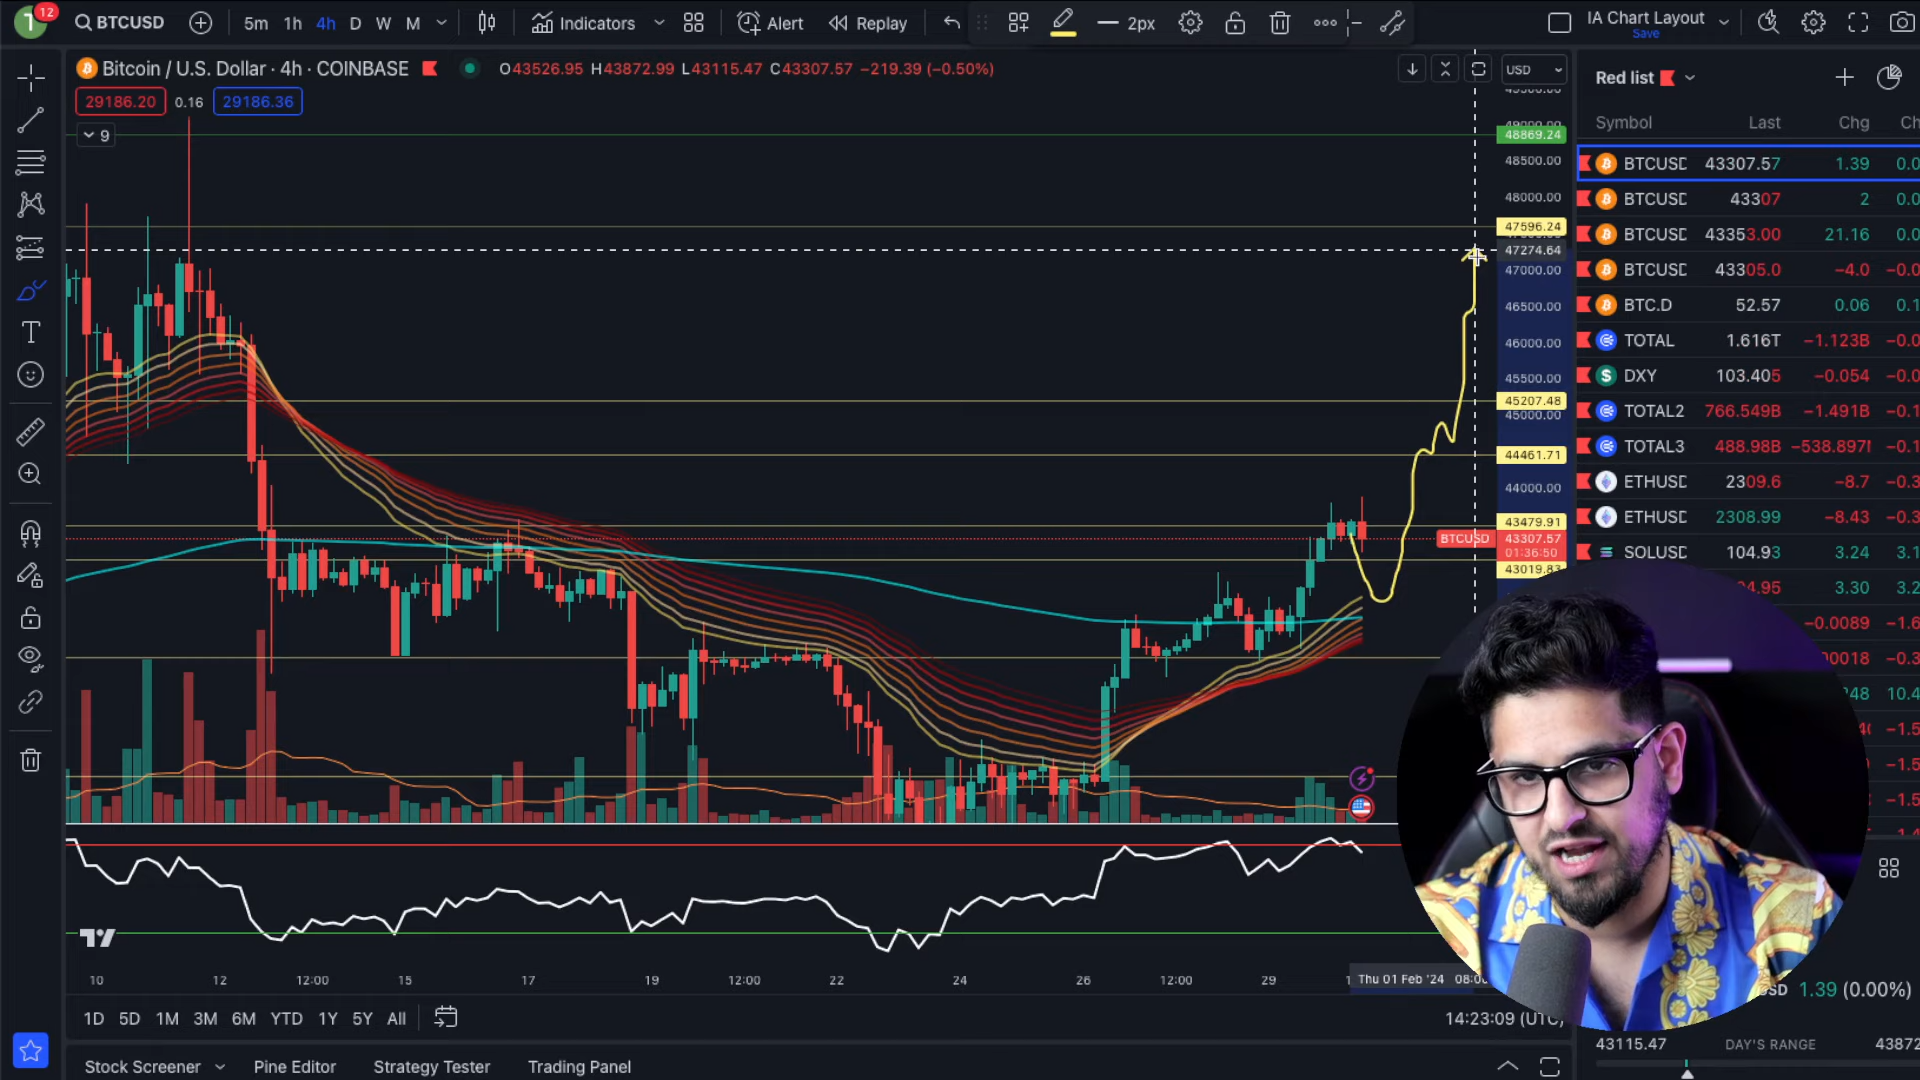 T 12 BTCUSD 5m 1h 4h D W M Indicators Alert Replay 2px IA Chart Layout
Save
Bitcoin / U.S. Dollar · 4h · COINBASE O43526.95 H43872.99 L43115.47 C43307.57 −219.39 (−0.50%) USD
29186.20 0.16 29186.36
9
48869.24
48500.00
48000.00
47596.24
47274.64
47000.00
46500.00
46000.00
45500.00
45207.48
45000.00
44461.71
44000.00
43479.91
BTCUSD 43307.57
01:36:50
43019.83
Red list
Symbol Last Chg
BTCUSD 43307.57 1.39
BTCUSD 43307 2
BTCUSD 43353.00 21.16
BTCUSD 43305.0 −4.0
BTC.D 52.57 0.06
TOTAL 1.616T −1.123B
DXY 103.405 −0.054
TOTAL2 766.549B −1.491B
TOTAL3 488.98B −538.897
ETHUSD 2309.6 −8.7
ETHUSD 2308.99 −8.43
SOLUSD 104.93 3.24
3.30
−0.0089
10 12 12:00 15 17 19 12:00 22 24 26 12:00 29 Thu 01 Feb '24
1D 5D 1M 3M 6M YTD 1Y 5Y All 14:23:09 (UTC)
1.39 (0.00%)
43115.47 DAY'S RANGE 43872
Stock Screener Pine Editor Strategy Tester Trading Panel